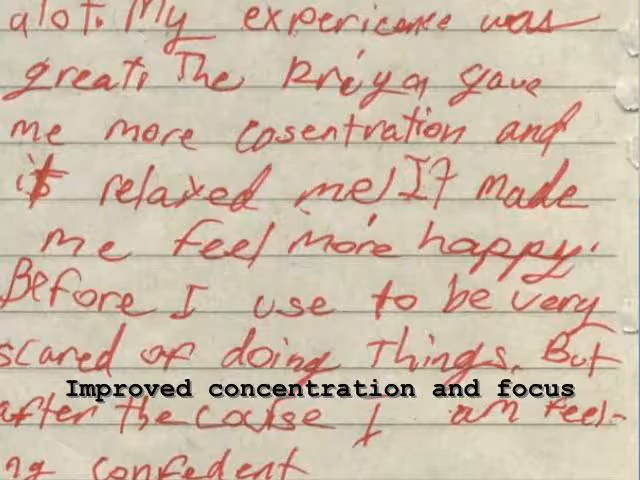 alot. My experience was
great. The Kriya gave
me more cosentration and
it relaxed me! It made
me feel more happy.
Before I use to be very
scared of doing Things. But
Improved concentration and focus
after the course I am feel-
ng confedent